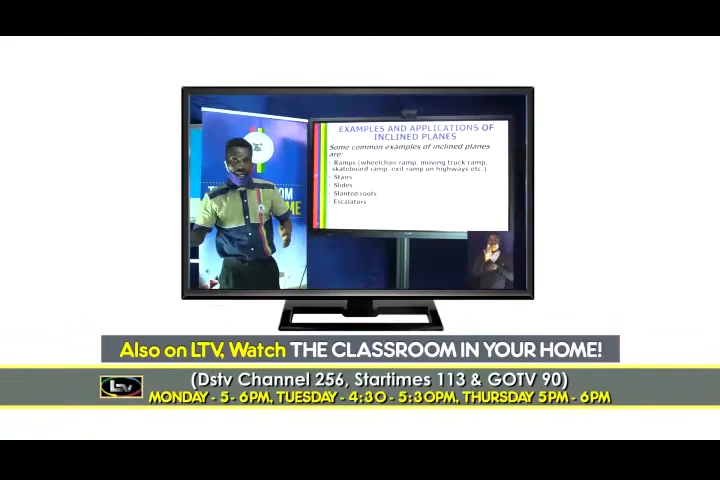 EXAMPLES AND APPLICATIONS OF
INCLINED PLANES
Some common examples of inclined planes
are:
· Ramps (wheelchair ramp, moving truck ramp,
skateboard ramp, exit ramp on highways etc.)
· Stairs
· Slides
· Slanted roofs
· Escalators
Also on LTV, Watch THE CLASSROOM IN YOUR HOME!
LTV
(Dstv Channel 256, Startimes 113 & GOTV 90)
MONDAY - 5 - 6PM, TUESDAY - 4:30 - 5:30PM, THURSDAY 5PM - 6PM